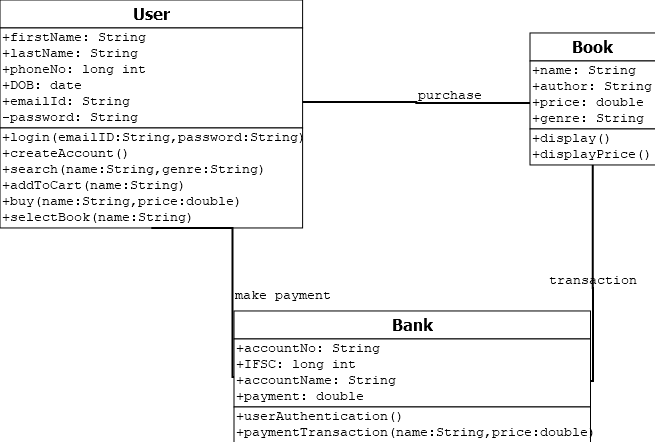 User
+firstName: String
+lastName: String
+phoneNo: long int
+DOB: date
+emailId: String
-password: String
+login(emailID:String,password:String)
+createAccount()
+search(name:String,genre:String)
+addToCart(name:String)
+buy(name:String,price:double)
+selectBook(name:String)
purchase
Book
+name: String
+author: String
+price: double
+genre: String
+display()
+displayPrice()
transaction
make payment
Bank
+accountNo: String
+IFSC: long int
+accountName: String
+payment: double
+userAuthentication()
+paymentTransaction(name:String,price:double)